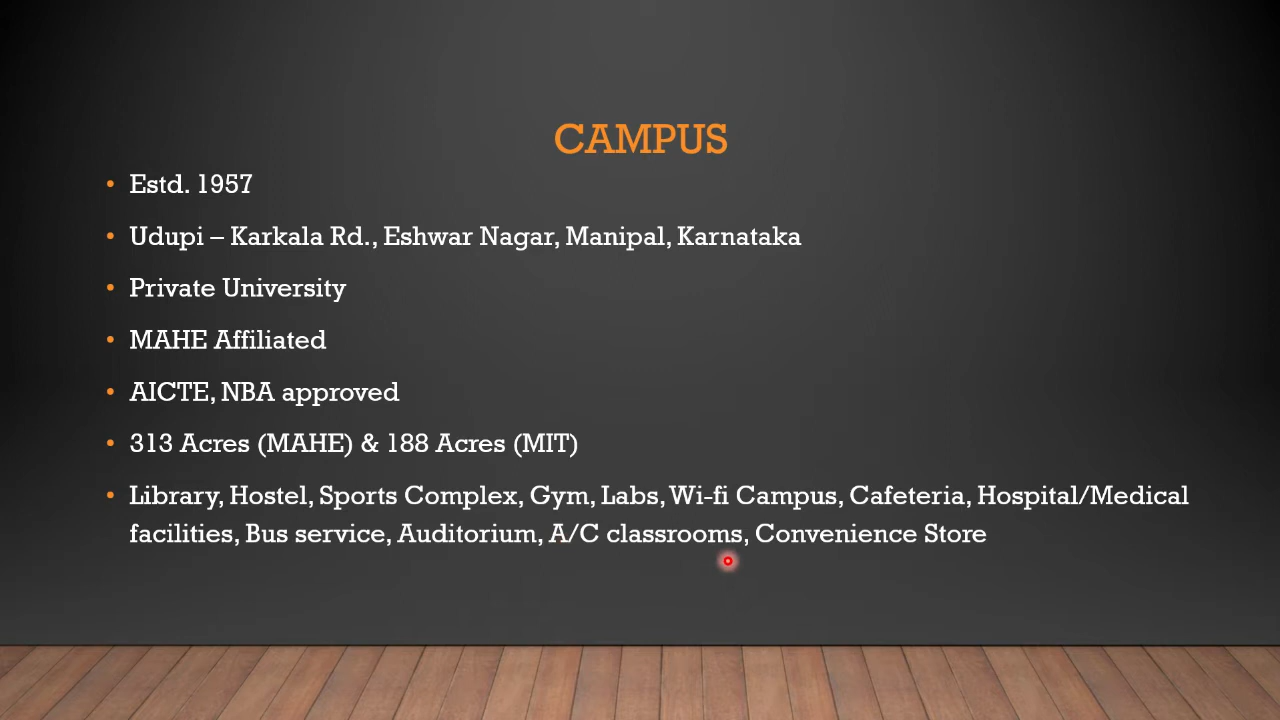 CAMPUS
• Estd. 1957
• Udupi – Karkala Rd., Eshwar Nagar, Manipal, Karnataka
• Private University
• MAHE Affiliated
• AICTE, NBA approved
• 313 Acres (MAHE) & 188 Acres (MIT)
• Library, Hostel, Sports Complex, Gym, Labs, Wi-fi Campus, Cafeteria, Hospital/Medical
facilities, Bus service, Auditorium, A/C classrooms, Convenience Store